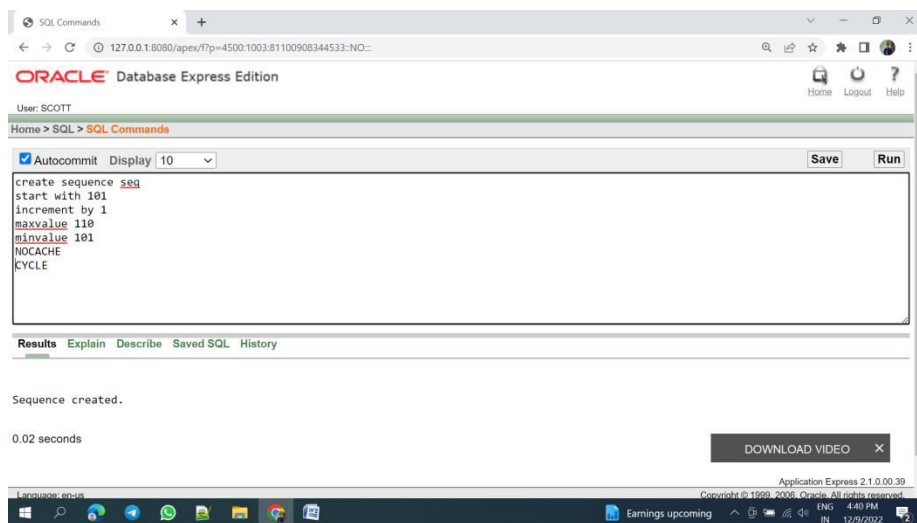 SQL Commands
127.0.0.1:8080/apex/f?p=4500:1003:81100908344533::NO:::
ORACLE Database Express Edition
Home Logout Help
User: SCOTT
Home > SQL > SQL Commands
Autocommit Display 10 Save Run
create sequence seq
start with 101
increment by 1
maxvalue 110
minvalue 101
NOCACHE
CYCLE
Results Explain Describe Saved SQL History
Sequence created.
0.02 seconds
DOWNLOAD VIDEO
Application Express 2.1.0.00.39
Language: en-us Copyright © 1999, 2006, Oracle. All rights reserved.
Earnings upcoming ENG 4:40 PM
IN 12/9/2022